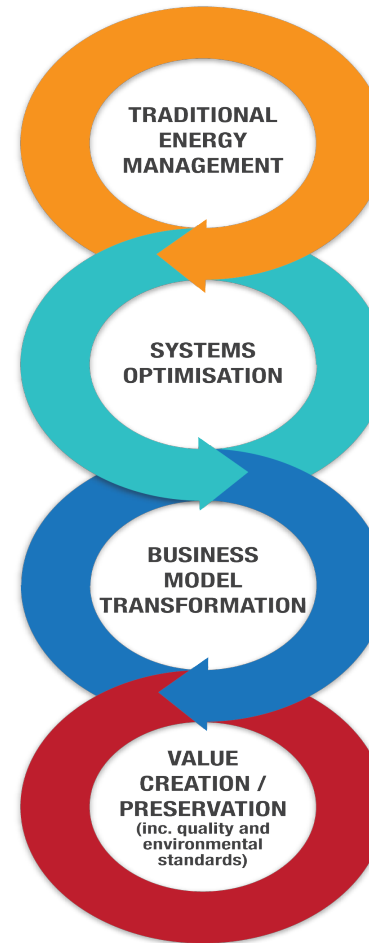 TRADITIONAL
ENERGY
MANAGEMENT
SYSTEMS
OPTIMISATION
BUSINESS
MODEL
TRANSFORMATION
VALUE
CREATION /
PRESERVATION
(inc. quality and
environmental
standards)